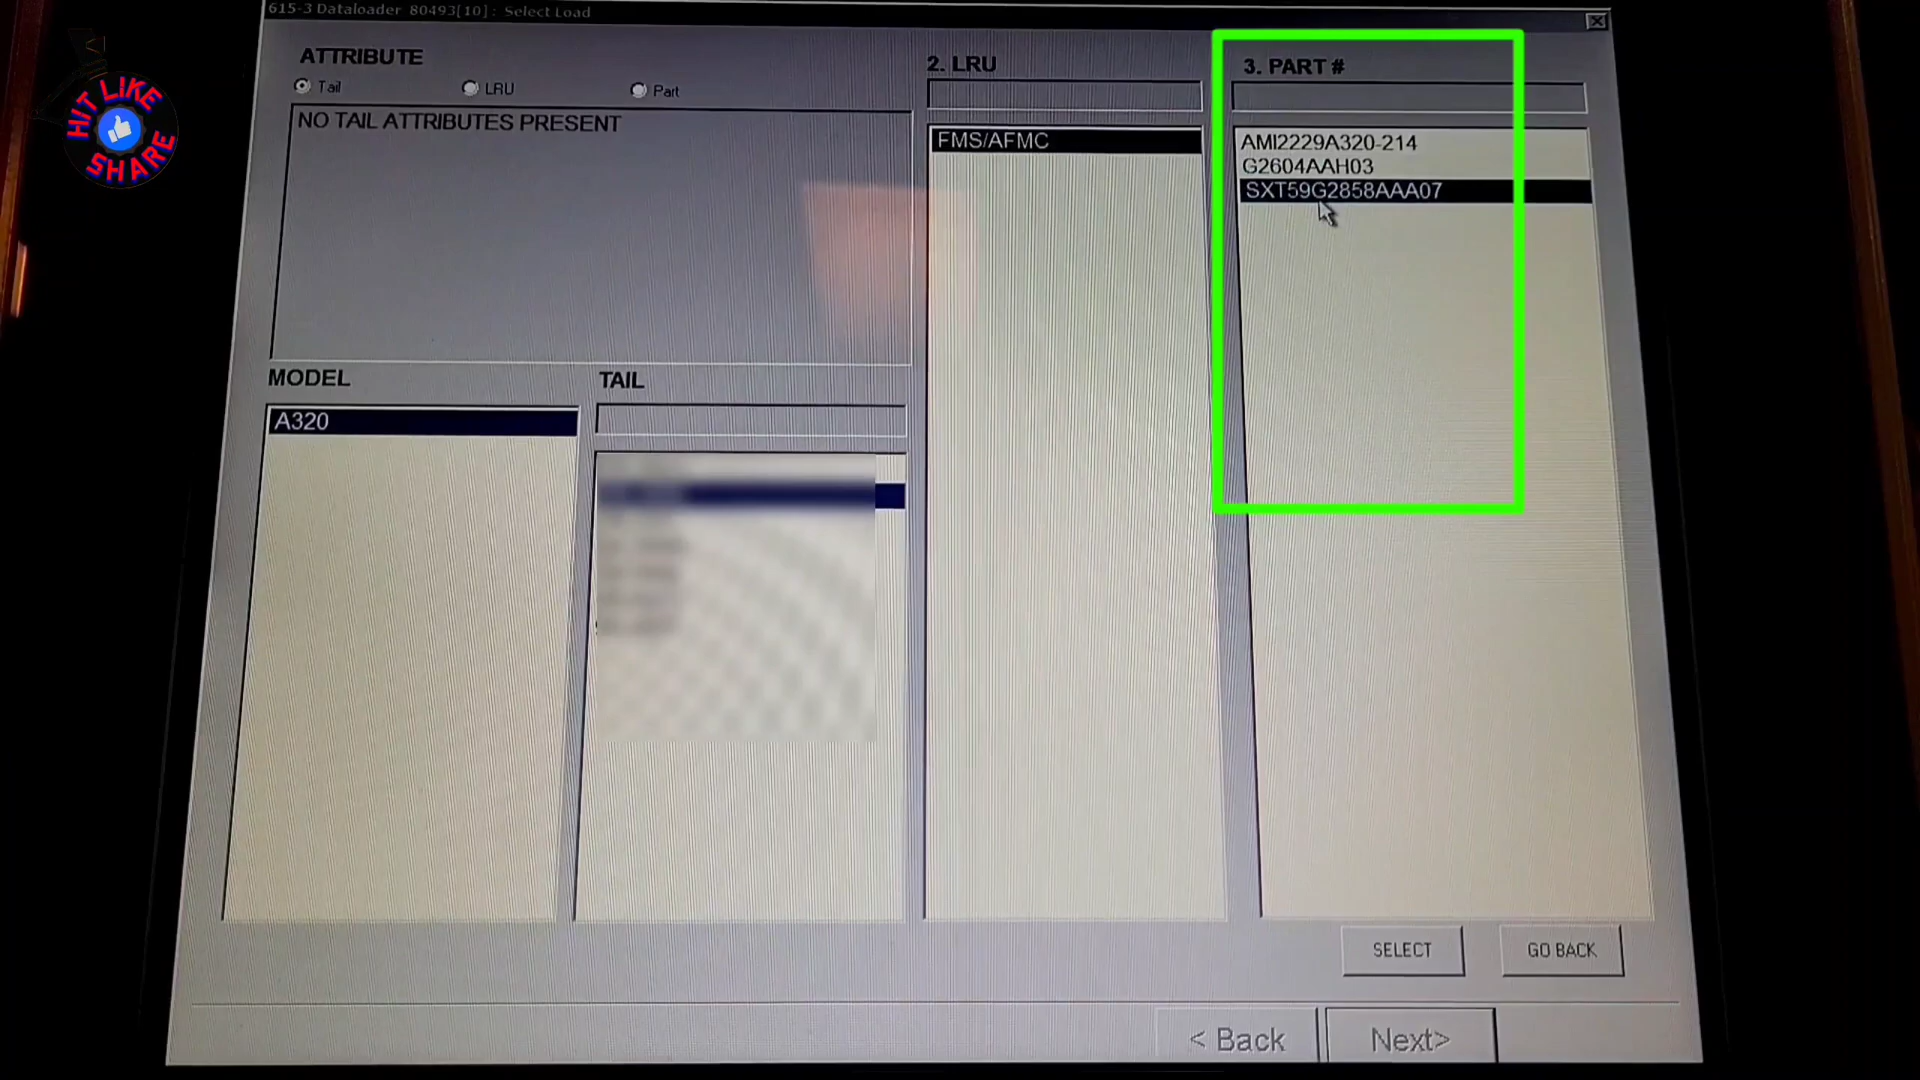 615-3 Dataloader 80493[10] : Select Load
HIT LIKE
SHARE
ATTRIBUTE
Tail
LRU
Part
NO TAIL ATTRIBUTES PRESENT
MODEL
A320
TAIL
2. LRU
FMS/AFMC
3. PART #
AMI2229A320-214
G2604AAH03
SXT59G2858AAA07
SELECT
GO BACK
< Back
Next>